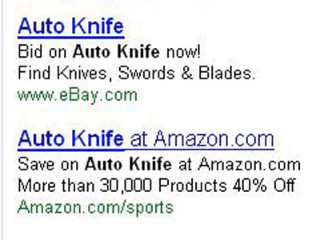 Auto Knife
Bid on Auto Knife now!
Find Knives, Swords & Blades.
www.eBay.com
Auto Knife at Amazon.com
Save on Auto Knife at Amazon.com
More than 30,000 Products 40% Off
Amazon.com/sports